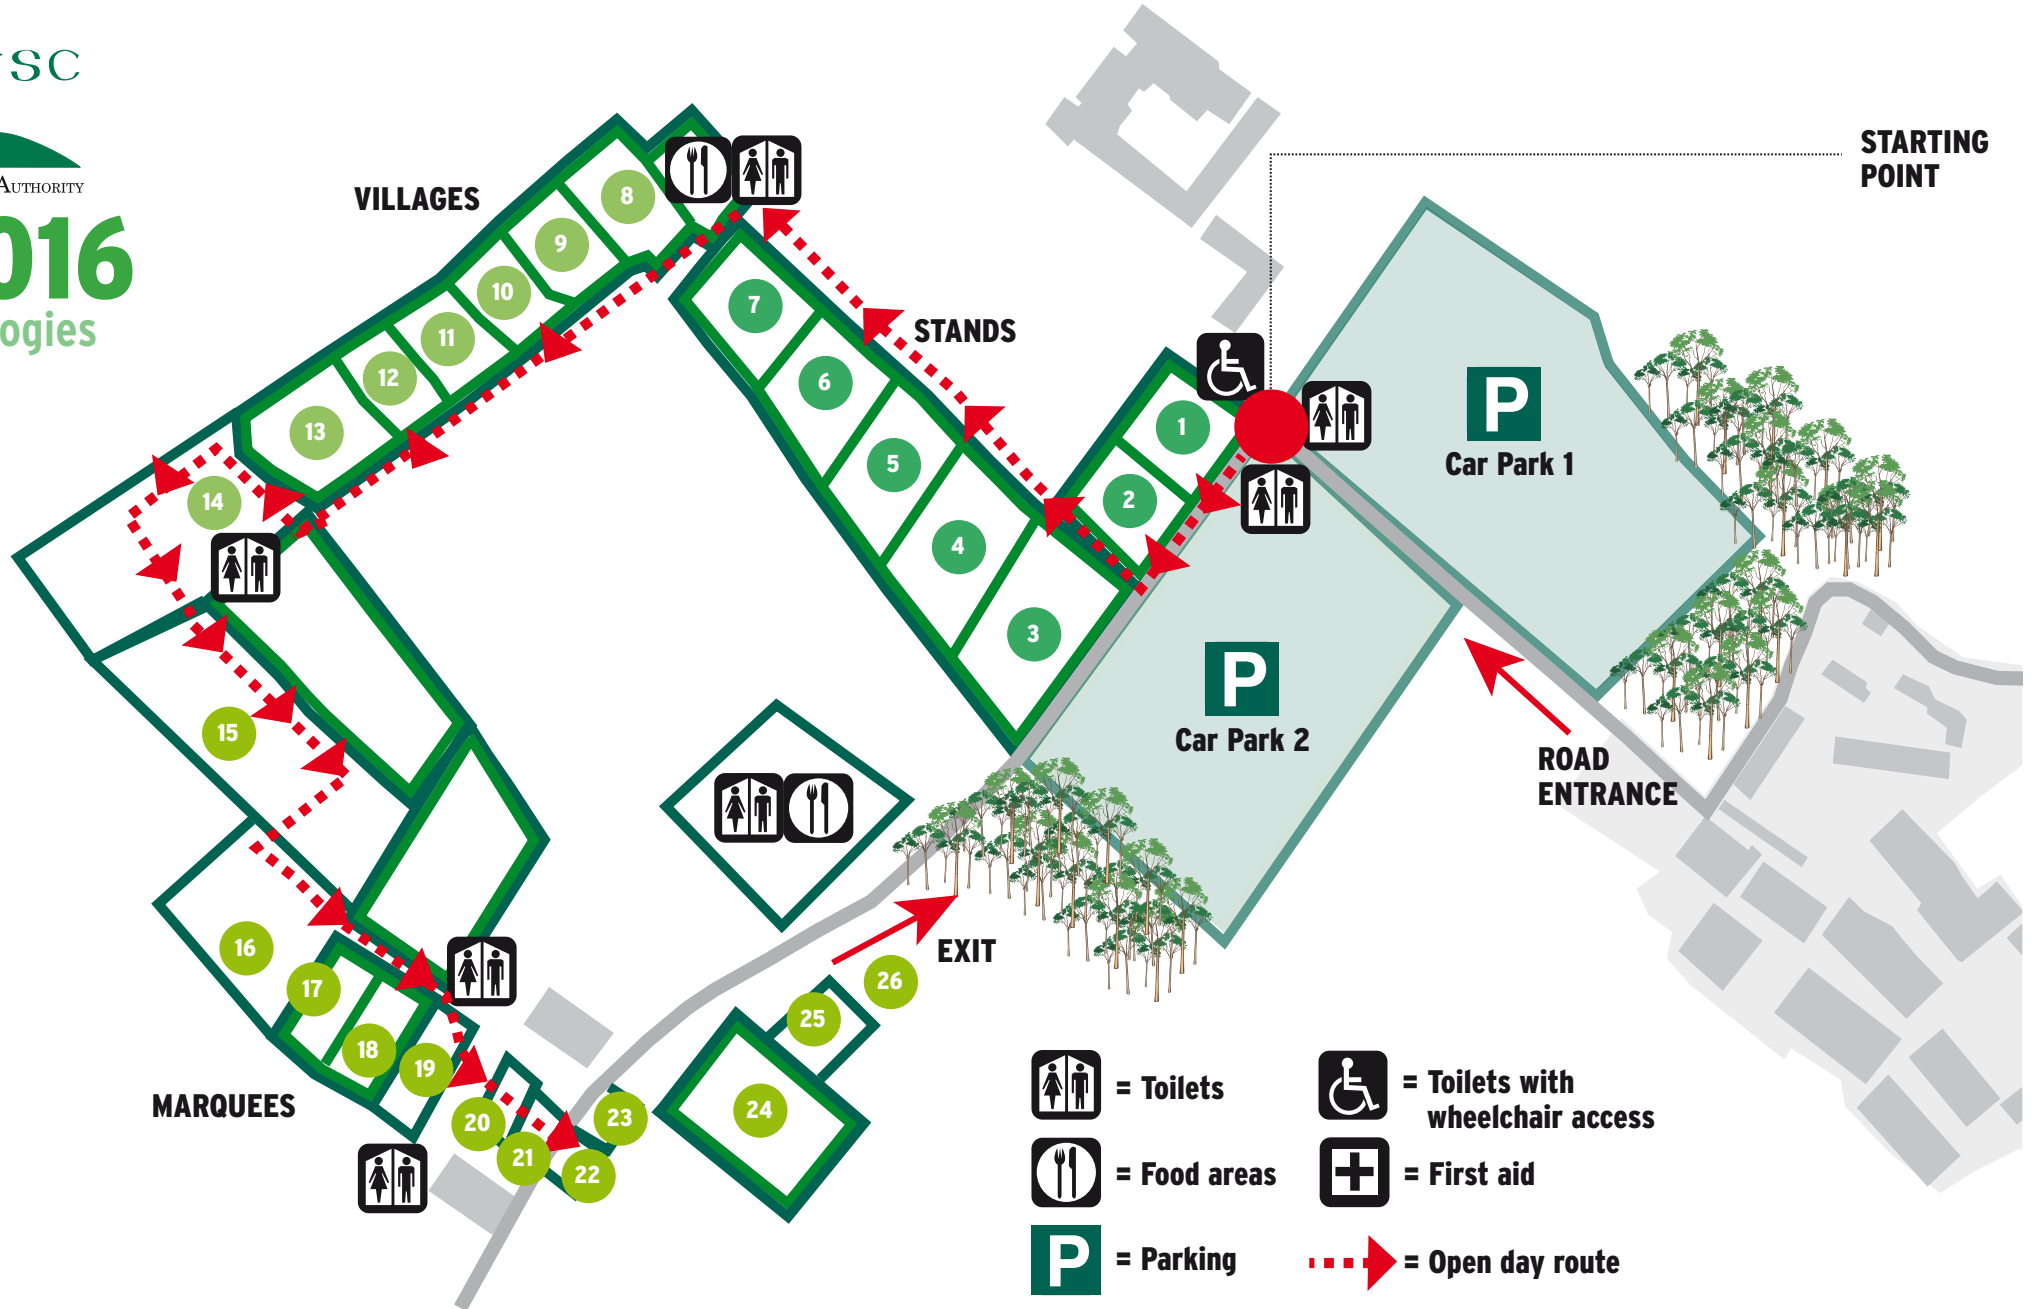 SC
AUTHORITY
016
ogies
VILLAGES
STANDS
STARTING
POINT
8
9
10
11
12
13
14
7
6
5
4
3
1
2
P
Car Park 1
P
Car Park 2
ROAD
ENTRANCE
15
16
17
18
19
20
21
22
23
24
25
26
EXIT
MARQUEES
= Toilets
= Toilets with
wheelchair access
= Food areas
= First aid
P = Parking
= Open day route